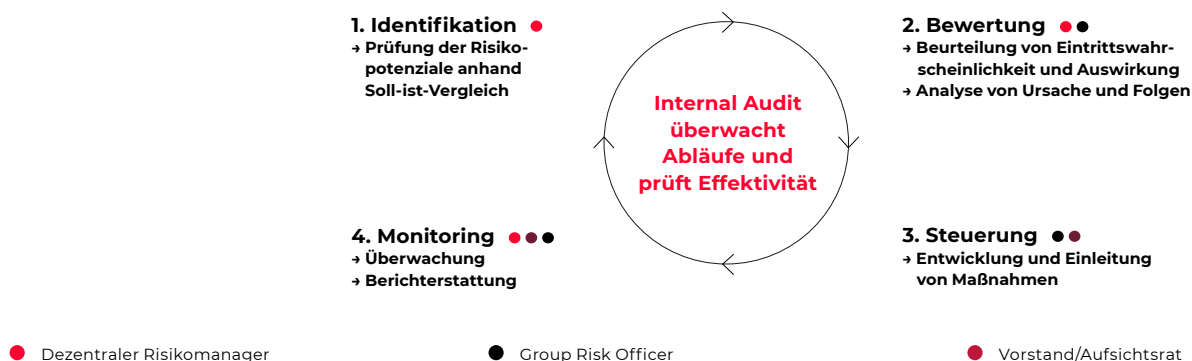 1. Identifikation
→ Prüfung der Risiko-
potenziale anhand
Soll-ist-Vergleich
2. Bewertung
→ Beurteilung von Eintrittswahr-
scheinlichkeit und Auswirkung
→ Analyse von Ursache und Folgen
Internal Audit
überwacht
Abläufe und
prüft Effektivität
4. Monitoring
→ Überwachung
→ Berichterstattung
3. Steuerung
→ Entwicklung und Einleitung
von Maßnahmen
Dezentraler Risikomanager
Group Risk Officer
Vorstand/Aufsichtsrat